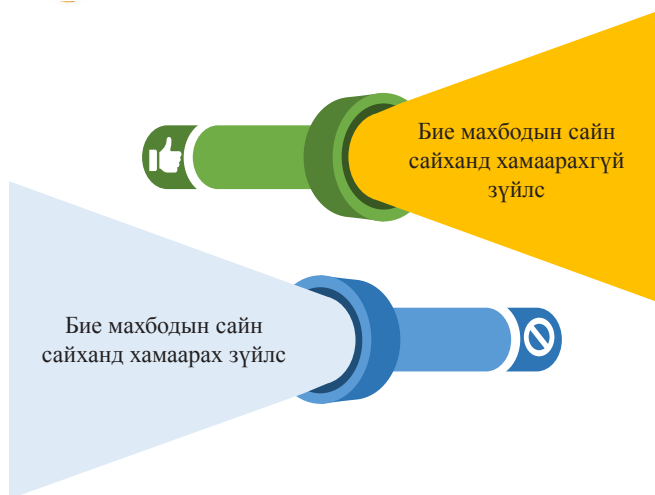 Бие махбодын сайн
сайханд хамаарахгүй
зүйлс
Бие махбодын сайн
сайханд хамаарах зүйлс